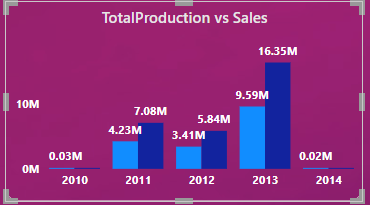 TotalProduction vs Sales
16.35M
10M
9.59M
7.08M
5.84M
4.23M
3.41M
0M
0.03M
0.02M
2010 2011 2012 2013 2014